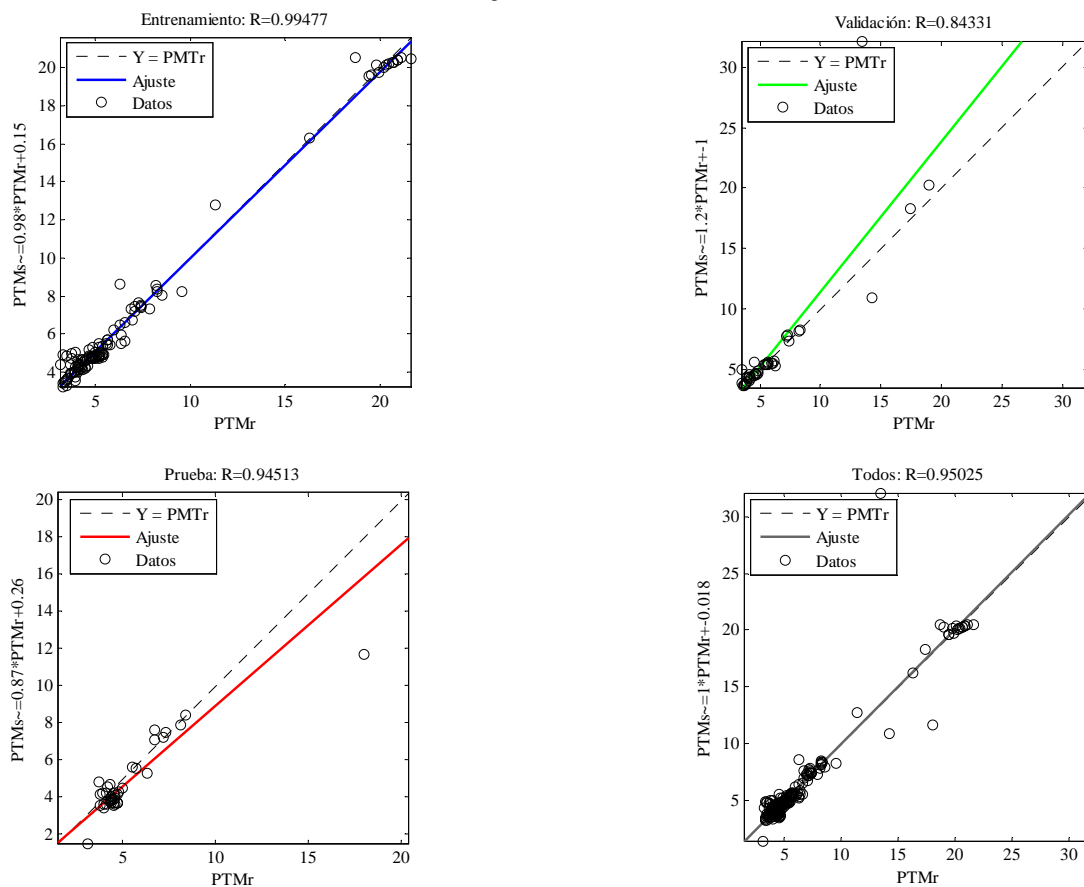 Entrenamiento: R=0.99477
Y = PMTr
Ajuste
Datos
20
18
16
14
12
10
8
6
4
5
10
15
20
PTMr
PTMs~=0.98*PTMr+0.15
Validación: R=0.84331
Y = PMTr
Ajuste
Datos
30
25
20
15
10
5
5
10
15
20
25
30
PTMr
PTMs~=1.2*PTMr+-1
Prueba: R=0.94513
Y = PMTr
Ajuste
Datos
20
18
16
14
12
10
8
6
4
2
5
10
15
20
PTMr
PTMs~=0.87*PTMr+0.26
Todos: R=0.95025
Y = PMTr
Ajuste
Datos
30
25
20
15
10
5
5
10
15
20
25
30
PTMr
PTMs~=1*PTMr+-0.018